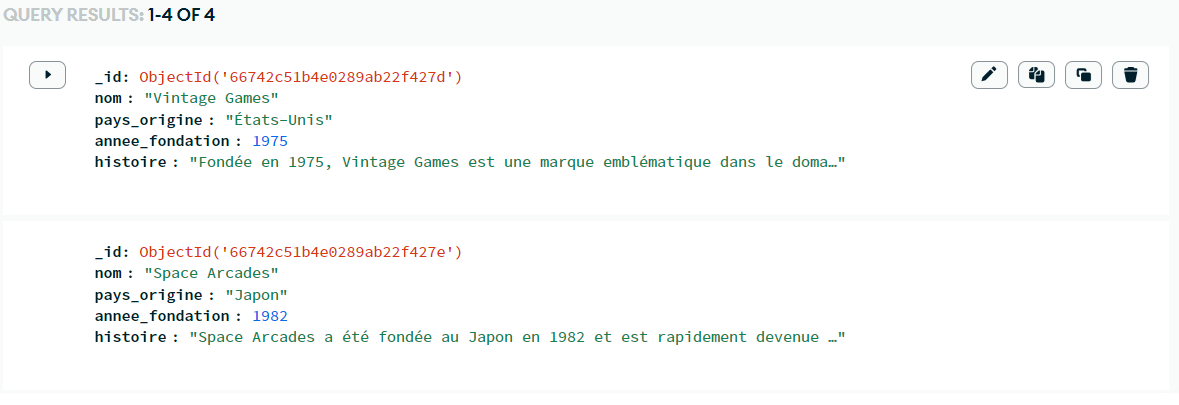 QUERY RESULTS: 1-4 OF 4
_id: ObjectId('66742c51b4e0289ab22f427d')
nom : "Vintage Games"
pays_origine : "États-Unis"
annee_fondation : 1975
histoire : "Fondée en 1975, Vintage Games est une marque emblématique dans le doma…"
_id: ObjectId('66742c51b4e0289ab22f427e')
nom : "Space Arcades"
pays_origine : "Japon"
annee_fondation : 1982
histoire : "Space Arcades a été fondée au Japon en 1982 et est rapidement devenue …"